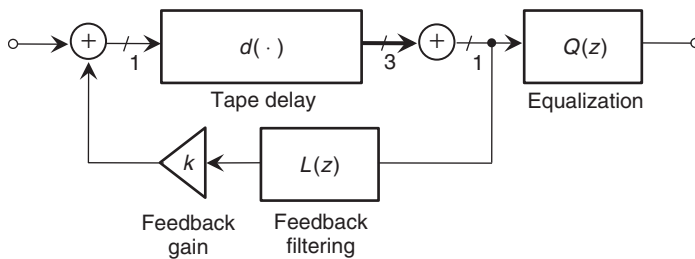 +
1
d( · )
3
+
1
Q(z)
Tape delay
Equalization
k
L(z)
Feedback
gain
Feedback
filtering